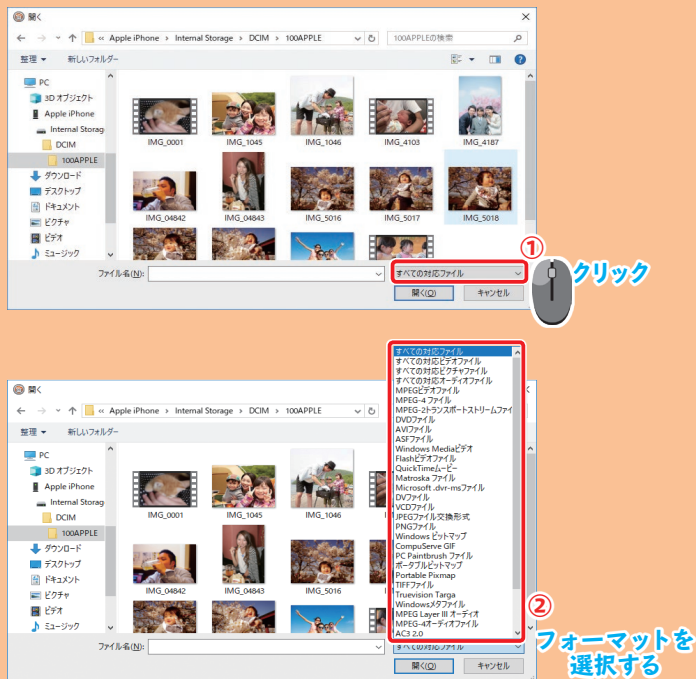 開く
« Apple iPhone › Internal Storage › DCIM › 100APPLE
100APPLEの検索
整理 ▼ 新しいフォルダー
PC
3D オブジェクト
Apple iPhone
Internal Storag
DCIM
100APPLE
ダウンロード
デスクトップ
ドキュメント
ピクチャ
ビデオ
ミュージック
IMG_0001 IMG_1045 IMG_1046 IMG_4103 IMG_4187
IMG_04842 IMG_04843 IMG_5016 IMG_5017 IMG_5018
ファイル名(N):
すべての対応ファイル
開く(O) キャンセル
①
クリック
開く
« Apple iPhone › Internal Storage › DCIM › 100APPLE
整理 ▼ 新しいフォルダー
PC
3D オブジェクト
Apple iPhone
Internal Storag
DCIM
100APPLE
ダウンロード
デスクトップ
ドキュメント
ピクチャ
ビデオ
ミュージック
IMG_0001 IMG_1045 IMG_1046
IMG_04842 IMG_04843 IMG_5016
すべての対応ファイル
すべての対応ビデオファイル
すべての対応ピクチャファイル
すべての対応オーディオファイル
MPEGビデオファイル
MPEG-4 ファイル
MPEG-2トランスポートストリームファイ
DVDファイル
AVIファイル
ASFファイル
Windows Mediaビデオ
Flashビデオファイル
QuickTimeムービー
Matroska ファイル
Microsoft .dvr-msファイル
DVファイル
VCDファイル
JPEGファイル交換形式
PNGファイル
Windows ビットマップ
CompuServe GIF
PC Paintbrush ファイル
ポータブルビットマップ
Portable Pixmap
TIFFファイル
Truevision Targa
Windowsメタファイル
MPEG Layer III オーディオ
MPEG-4オーディオファイル
AC3 2.0
ファイル名(N):
すべての対応ファイル
開く(O) キャンセル
②
フォーマットを
選択する